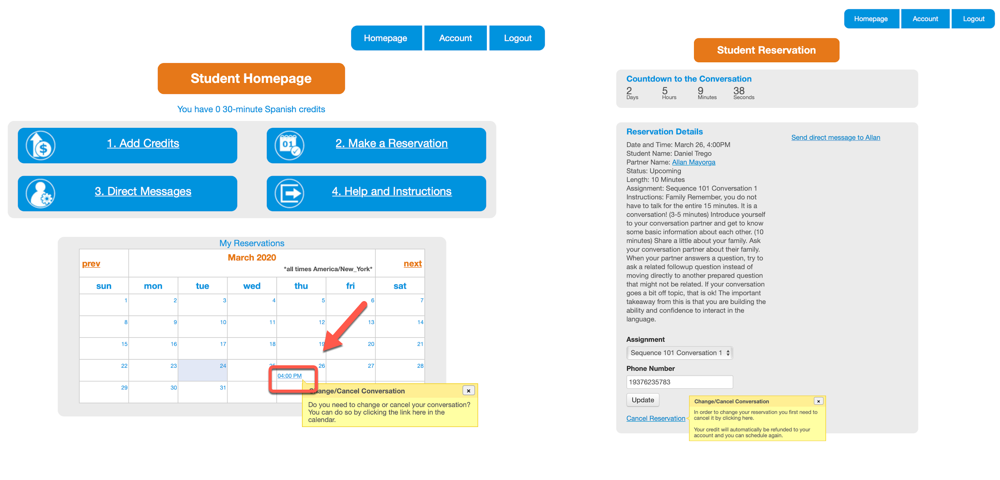 Homepage
Account
Logout
Student Homepage
You have 0 30-minute Spanish credits
1. Add Credits
01
2. Make a Reservation
3. Direct Messages
4. Help and Instructions
My Reservations
prev
March 2020
*all times America/New_York*
next
sun mon tue wed thu fri sat
1 2 3 4 5 6 7
8 9 10 11 12 13 14
15 16 17 18 19 20 21
22 23 24 25 26 27 28
04:00 PM
29 30 31
Change/Cancel Conversation
×
Do you need to change or cancel your conversation?
You can do so by clicking the link here in the
calendar.
Homepage
Account
Logout
Student Reservation
Countdown to the Conversation
2 5 9 38
Days Hours Minutes Seconds
Reservation Details
Send direct message to Allan
Date and Time: March 26, 4:00PM
Student Name: Daniel Trego
Partner Name: Allan Mayorga
Status: Upcoming
Length: 10 Minutes
Assignment: Sequence 101 Conversation 1
Instructions: Family Remember, you do not
have to talk for the entire 15 minutes. It is a
conversation! (3-5 minutes) Introduce yourself
to your conversation partner and get to know
some basic information about each other. (10
minutes) Share a little about your family. Ask
your conversation partner about their family.
When your partner answers a question, try to
ask a related followup question instead of
moving directly to another prepared question
that might not be related. If your conversation
goes a bit off topic, that is ok! The important
takeaway from this is that you are building the
ability and confidence to interact in the
language.
Assignment
Sequence 101 Conversation 1
Phone Number
19376235783
Update
Cancel Reservation
Change/Cancel Conversation
×
In order to change your reservation you first need to
cancel it by clicking here.
Your credit will automatically be refunded to your
account and you can schedule again.